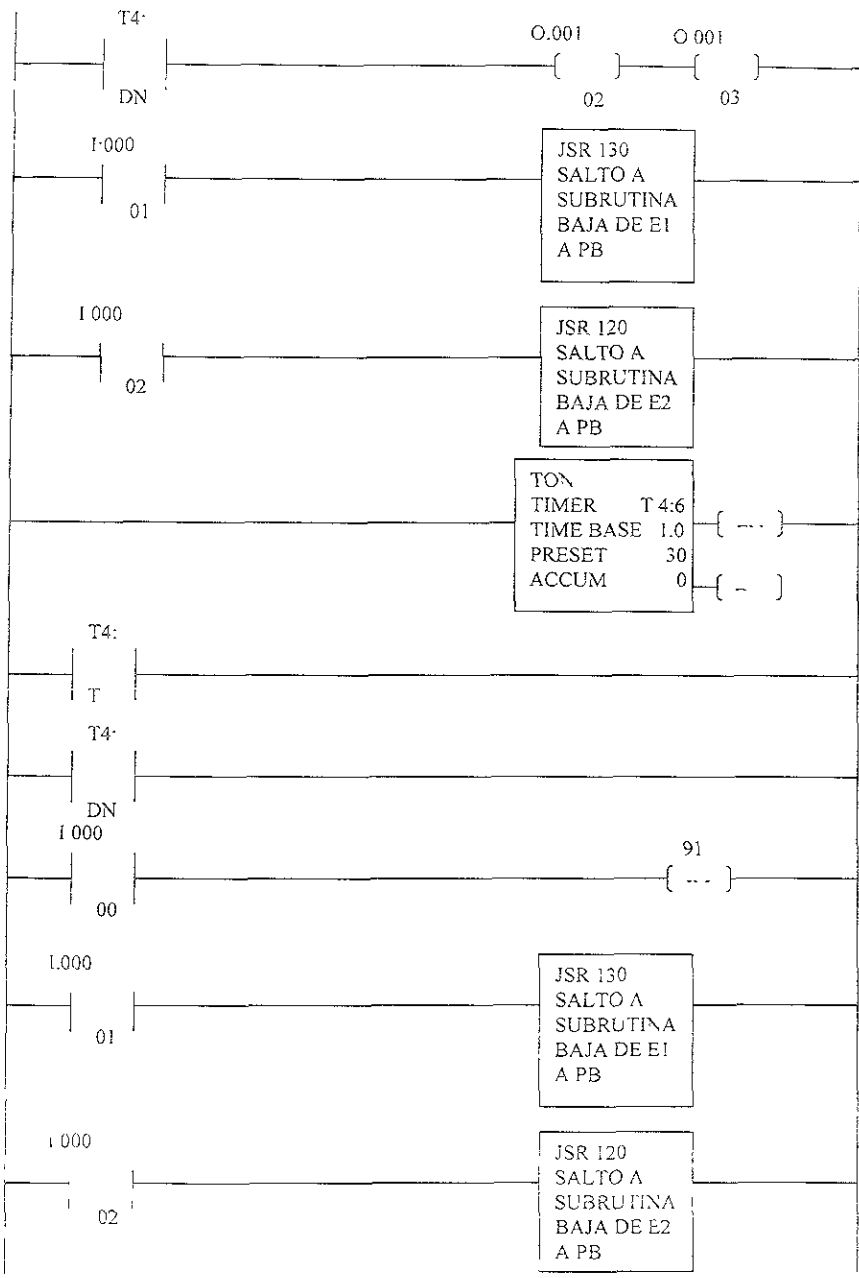 T4:
O.001 O 001
DN
02 03
I:000
01
JSR 130
SALTO A
SUBRUTINA
BAJA DE E1
A PB
I 000
02
JSR 120
SALTO A
SUBRUTINA
BAJA DE E2
A PB
TON
TIMER T 4:6
TIME BASE 1.0
PRESET 30
ACCUM 0
T4:
T
T4:
DN
I 000
00
91
I.000
01
JSR 130
SALTO A
SUBRUTINA
BAJA DE E1
A PB
I 000
02
JSR 120
SALTO A
SUBRUTINA
BAJA DE E2
A PB